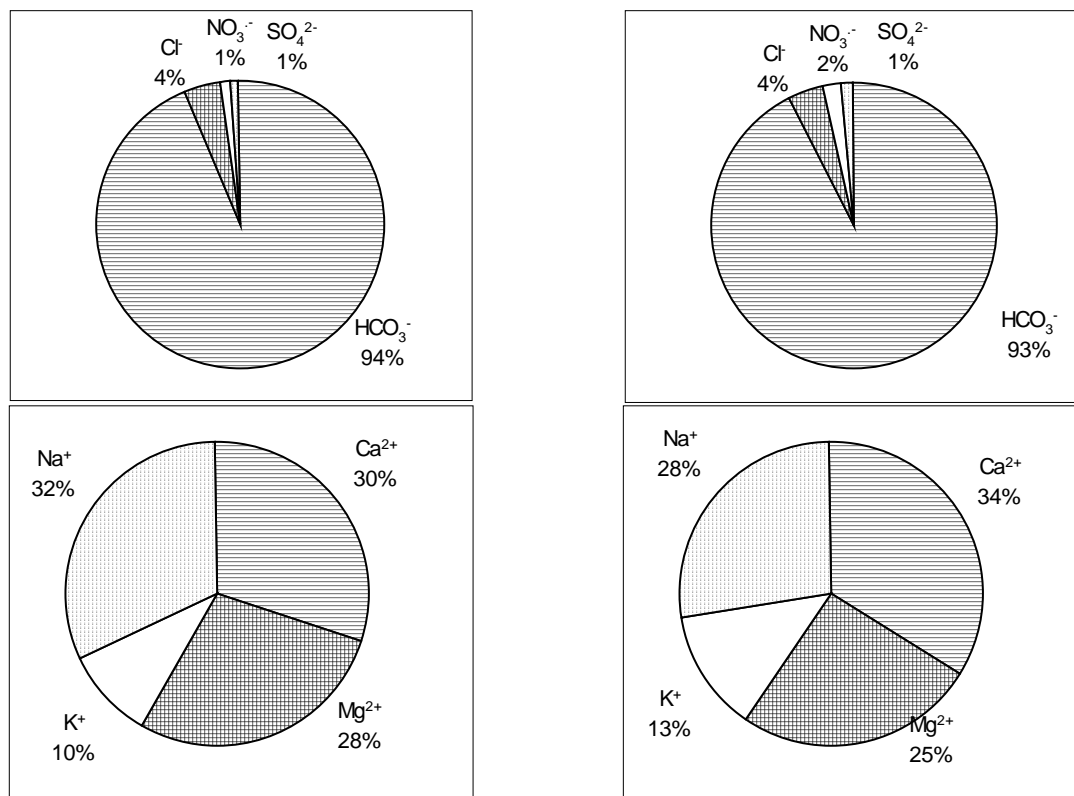 Cl⁻
4%
NO₃·⁻
1%
SO₄²⁻
1%
HCO₃⁻
94%
Cl⁻
4%
NO₃·⁻
2%
SO₄²⁻
1%
HCO₃⁻
93%
Na⁺
32%
Ca²⁺
30%
K⁺
10%
Mg²⁺
28%
Na⁺
28%
Ca²⁺
34%
K⁺
13%
Mg²⁺
25%